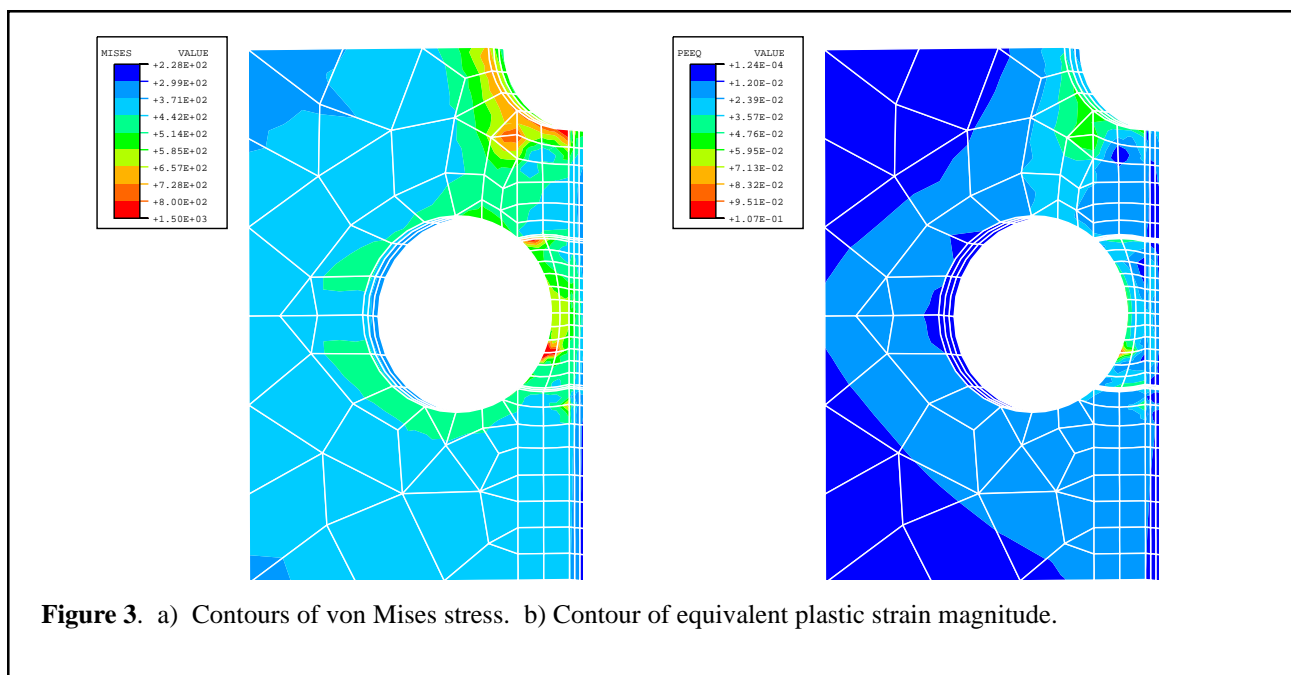 MISES VALUE
+2.28E+02
+2.99E+02
+3.71E+02
+4.42E+02
+5.14E+02
+5.85E+02
+6.57E+02
+7.28E+02
+8.00E+02
+1.50E+03
PEEQ VALUE
+1.24E-04
+1.20E-02
+2.39E-02
+3.57E-02
+4.76E-02
+5.95E-02
+7.13E-02
+8.32E-02
+9.51E-02
+1.07E-01
Figure 3. a) Contours of von Mises stress. b) Contour of equivalent plastic strain magnitude.